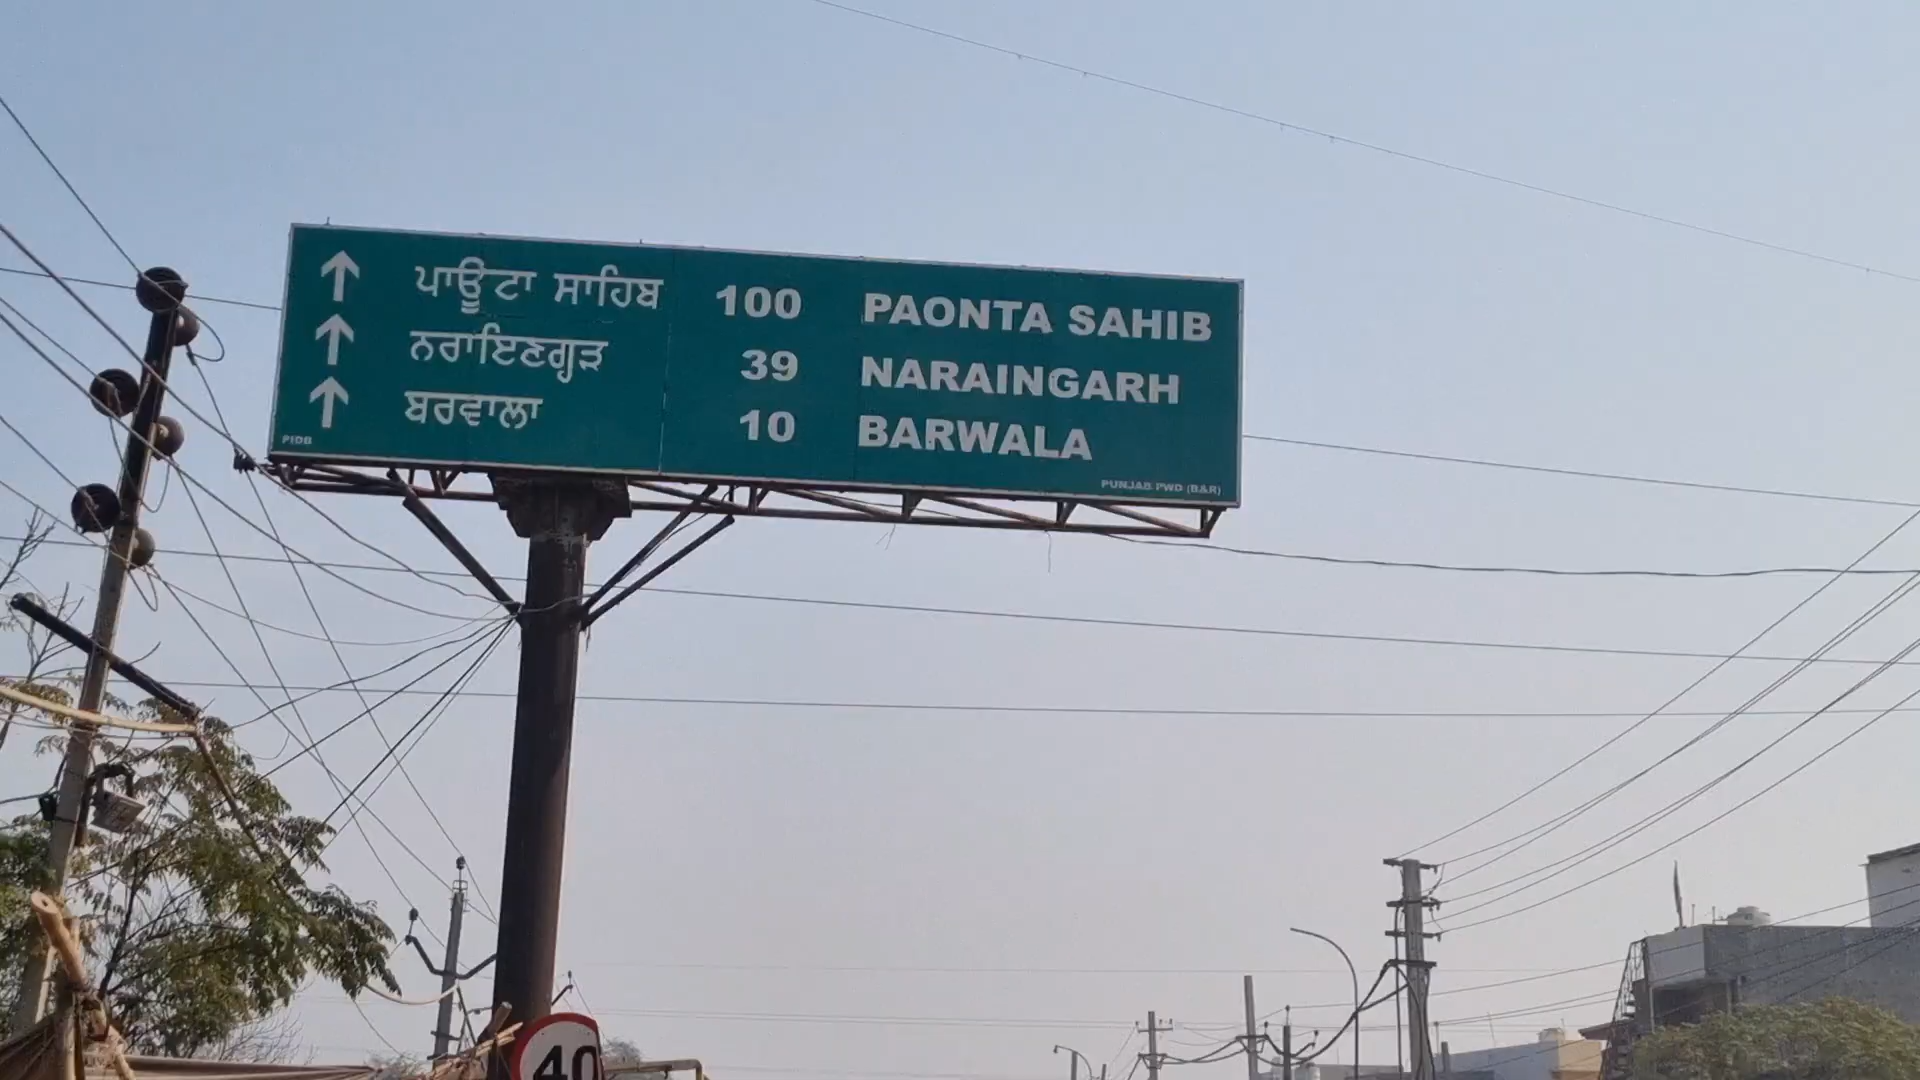 ਪਾਊਂਟਾ ਸਾਹਿਬ 100 PAONTA SAHIB
ਨਰਾਇਣਗੜ੍ਹ 39 NARAINGARH
ਬਰਵਾਲਾ 10 BARWALA
PIDB
PUNJAB PWD (B&R)
40